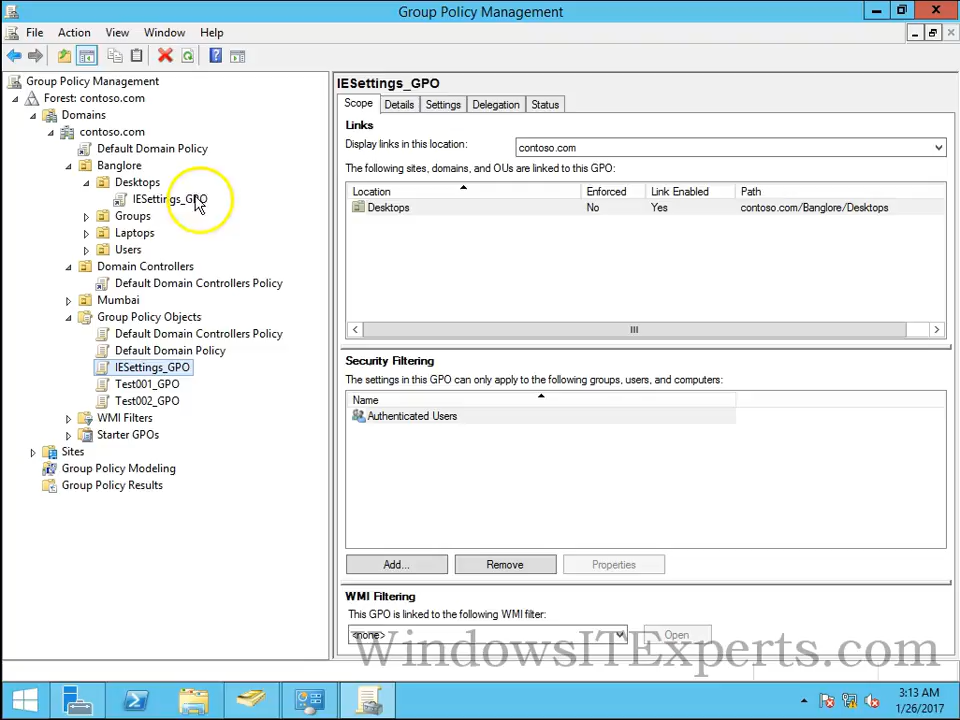 Group Policy Management
File Action View Window Help
Group Policy Management
Forest: contoso.com
Domains
contoso.com
Default Domain Policy
Banglore
Desktops
IESettings_GPO
Groups
Laptops
Users
Domain Controllers
Default Domain Controllers Policy
Mumbai
Group Policy Objects
Default Domain Controllers Policy
Default Domain Policy
IESettings_GPO
Test001_GPO
Test002_GPO
WMI Filters
Starter GPOs
Sites
Group Policy Modeling
Group Policy Results
IESettings_GPO
Scope Details Settings Delegation Status
Links
Display links in this location: contoso.com
The following sites, domains, and OUs are linked to this GPO:
Location Enforced Link Enabled Path
Desktops No Yes contoso.com/Banglore/Desktops
Security Filtering
The settings in this GPO can only apply to the following groups, users, and computers:
Name
Authenticated Users
Add... Remove Properties
WMI Filtering
This GPO is linked to the following WMI filter:
<none> Open
WindowsITExperts.com
3:13 AM
1/26/2017